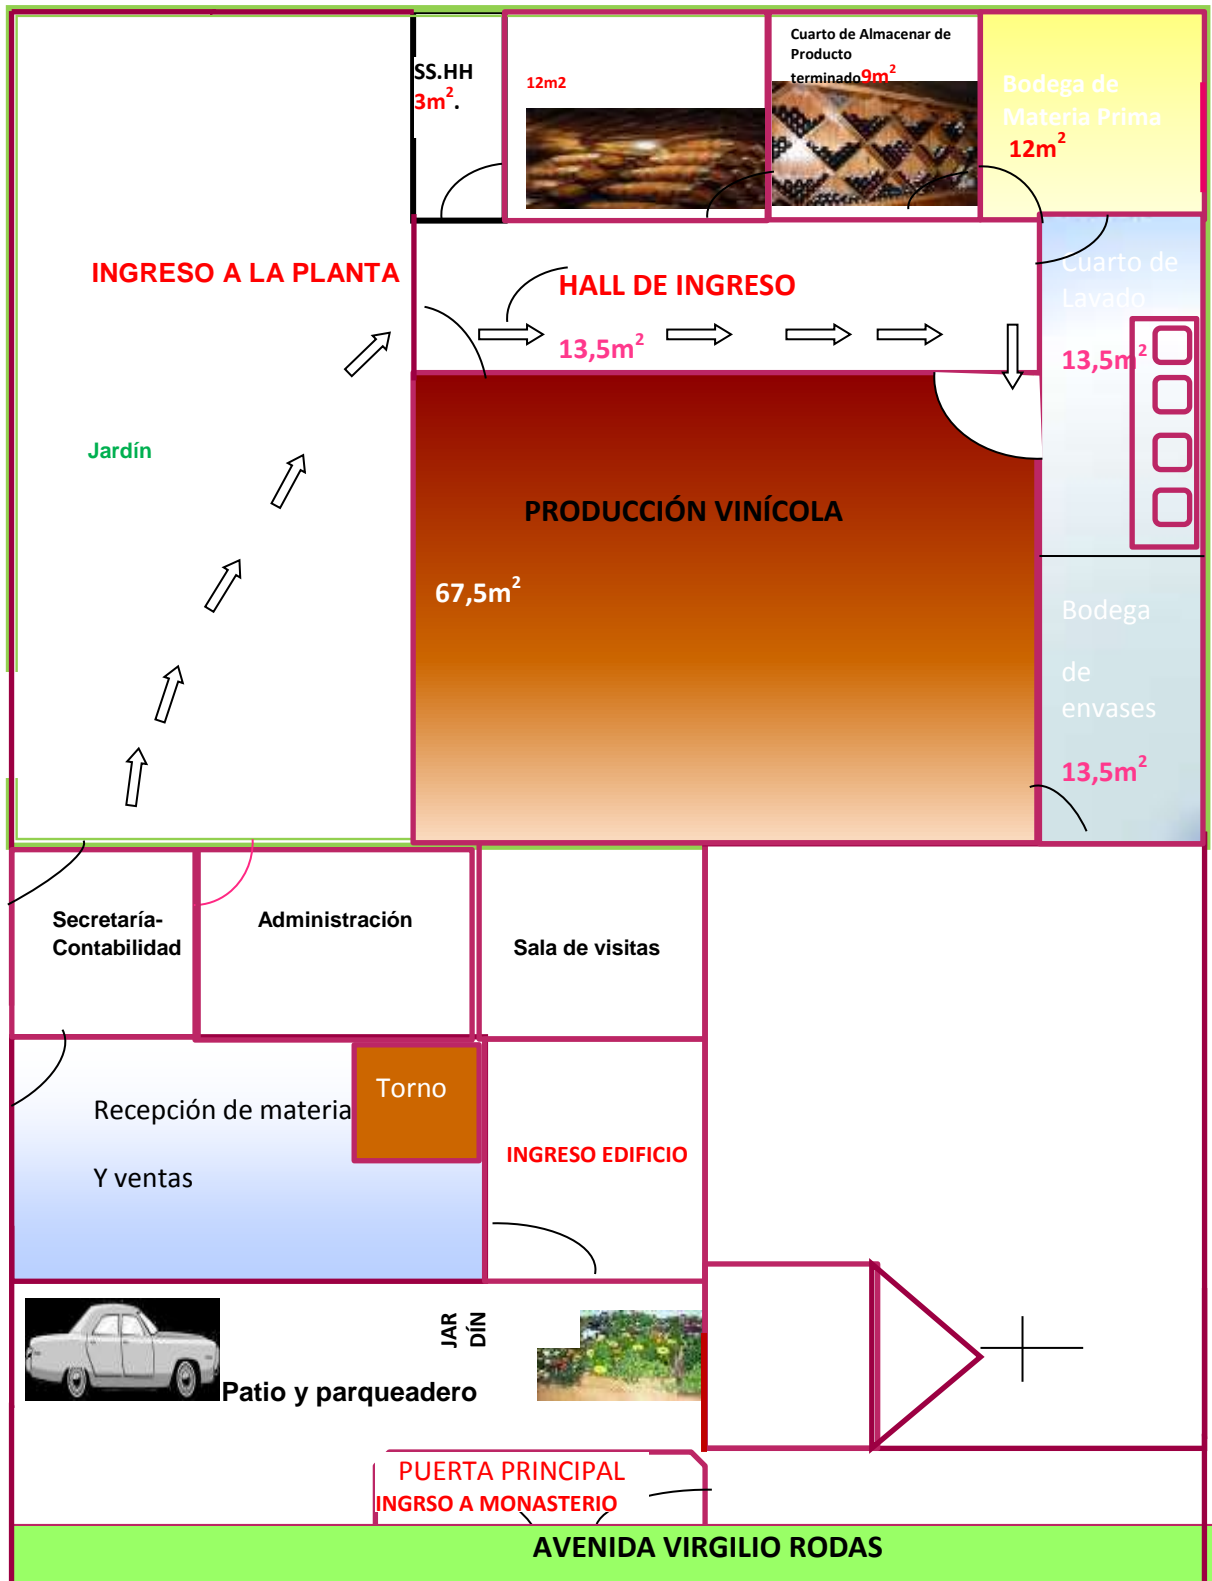 SS.HH
3m².
12m2
Cuarto de Almacenar de
Producto
terminado9m²
Bodega de
Materia Prima
12m²
INGRESO A LA PLANTA
HALL DE INGRESO
13,5m²
Cuarto de
Lavado
13,5m²
Jardín
PRODUCCIÓN VINÍCOLA
67,5m²
Bodega
de
envases
13,5m²
Secretaría-
Contabilidad
Administración
Sala de visitas
Torno
Recepción de materia
Y ventas
INGRESO EDIFICIO
JAR
DÍN
Patio y parqueadero
PUERTA PRINCIPAL
INGRSO A MONASTERIO
AVENIDA VIRGILIO RODAS